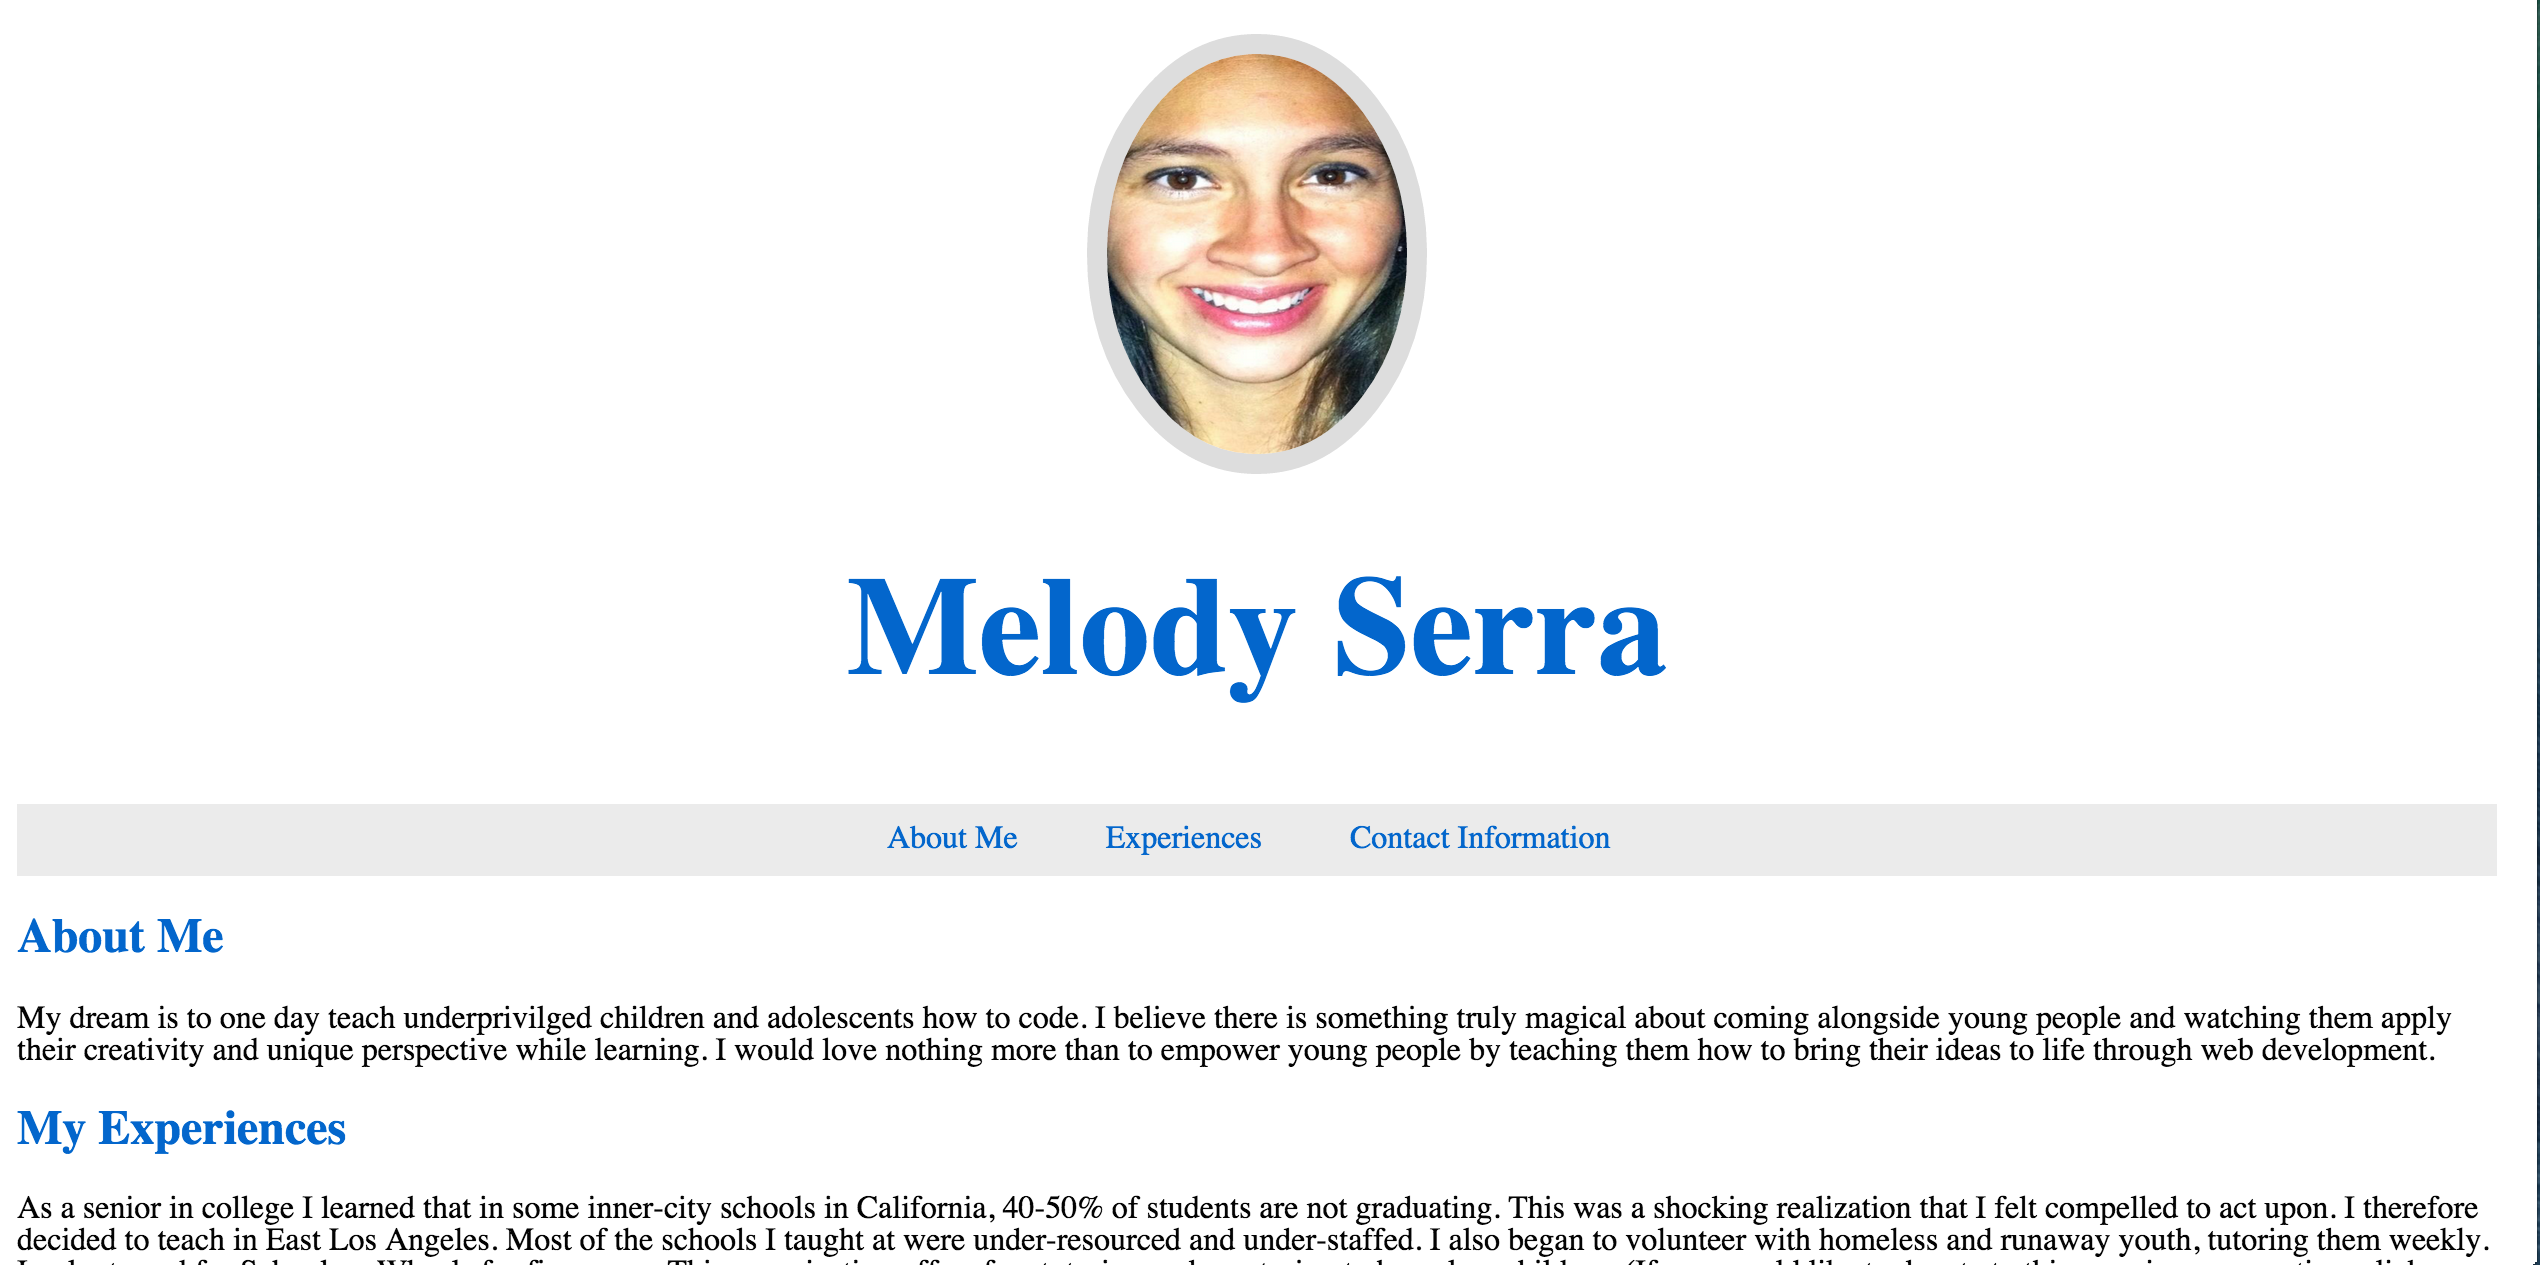 Melody Serra
About Me Experiences Contact Information
About Me
My dream is to one day teach underprivilged children and adolescents how to code. I believe there is something truly magical about coming alongside young people and watching them apply
their creativity and unique perspective while learning. I would love nothing more than to empower young people by teaching them how to bring their ideas to life through web development.
My Experiences
As a senior in college I learned that in some inner-city schools in California, 40-50% of students are not graduating. This was a shocking realization that I felt compelled to act upon. I therefore
decided to teach in East Los Angeles. Most of the schools I taught at were under-resourced and under-staffed. I also began to volunteer with homeless and runaway youth, tutoring them weekly.